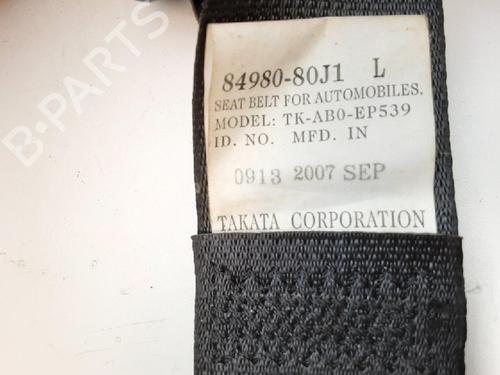 84980-80J1 L
SEAT BELT FOR AUTOMOBILES.
MODEL: TK-AB0-EP539
ID. NO. MFD. IN
0913 2007 SEP
TAKATA CORPORATION
B-PARTS